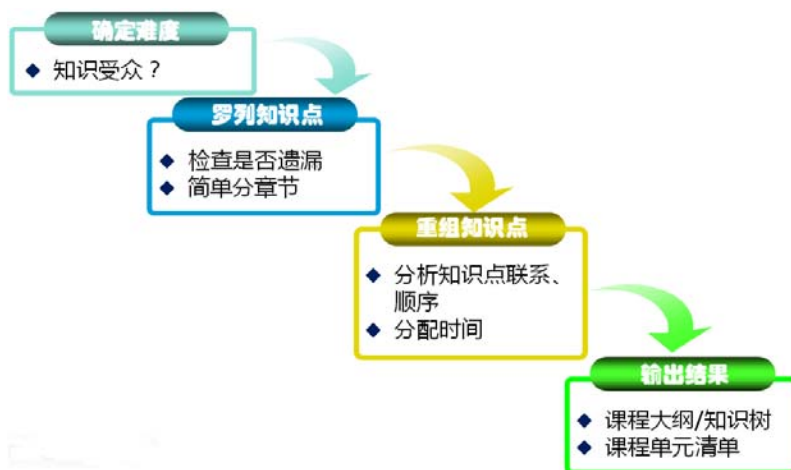 确定难度
知识受众？
罗列知识点
检查是否遗漏
简单分章节
重组知识点
分析知识点联系、
顺序
分配时间
输出结果
课程大纲/知识树
课程单元清单